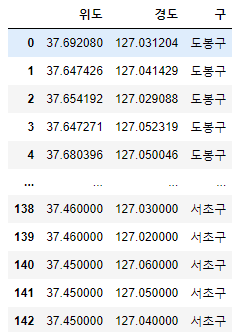 위도 경도 구
0 37.692080 127.031204 도봉구
1 37.647426 127.041429 도봉구
2 37.654192 127.029088 도봉구
3 37.647271 127.052319 도봉구
4 37.680396 127.050046 도봉구
... ... ... ...
138 37.460000 127.030000 서초구
139 37.460000 127.020000 서초구
140 37.450000 127.060000 서초구
141 37.450000 127.050000 서초구
142 37.450000 127.040000 서초구